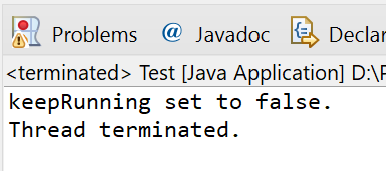 Problems @ Javadoc Declar
<terminated> Test [Java Application] D:\P
keepRunning set to false.
Thread terminated.